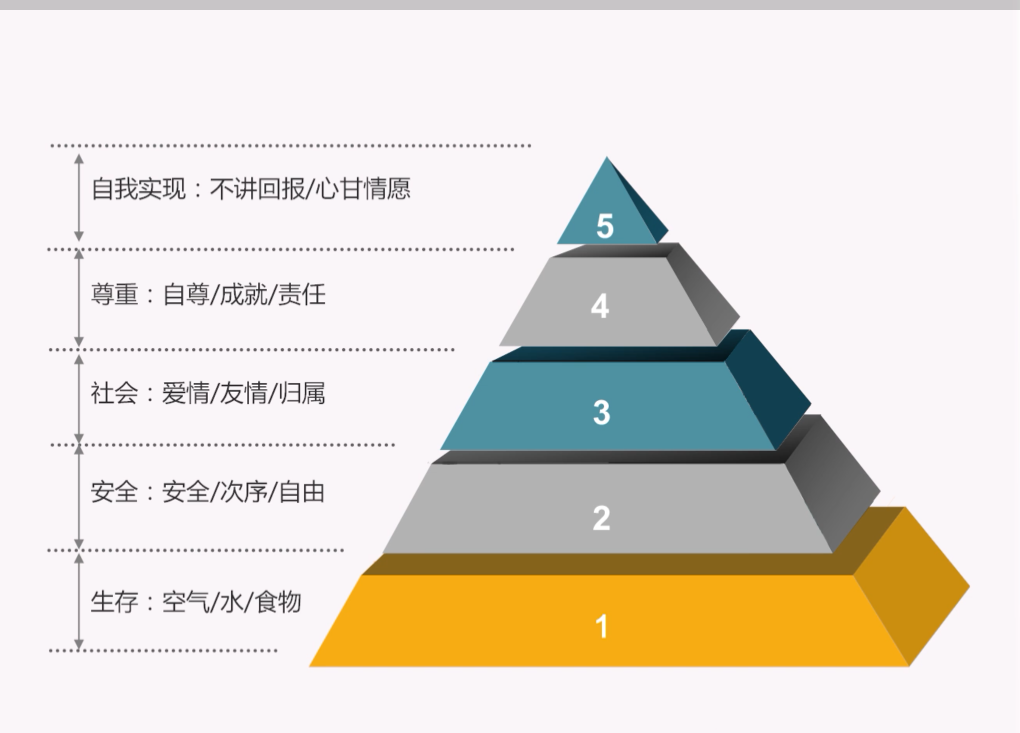 自我实现：不讲回报/心甘情愿
5
尊重：自尊/成就/责任
4
社会：爱情/友情/归属
3
安全：安全/次序/自由
2
生存：空气/水/食物
1